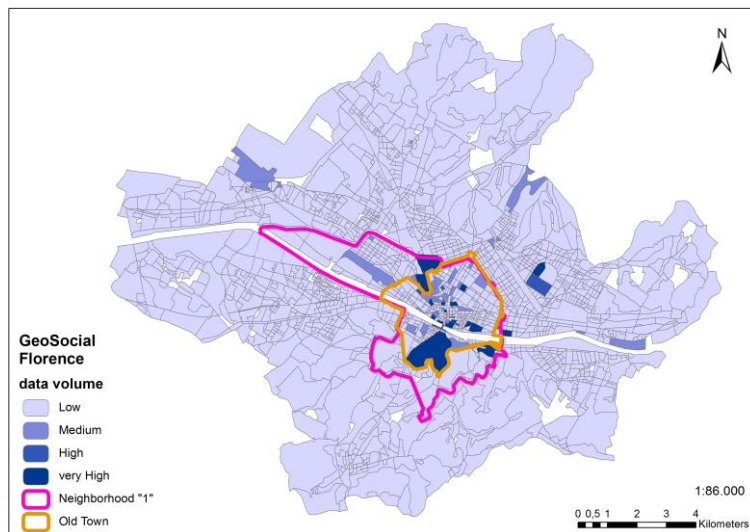 N
GeoSocial
Florence
data volume
Low
Medium
High
very High
Neighborhood "1"
Old Town
1:86.000
0 0,5 1 2 3 4
Kilometers